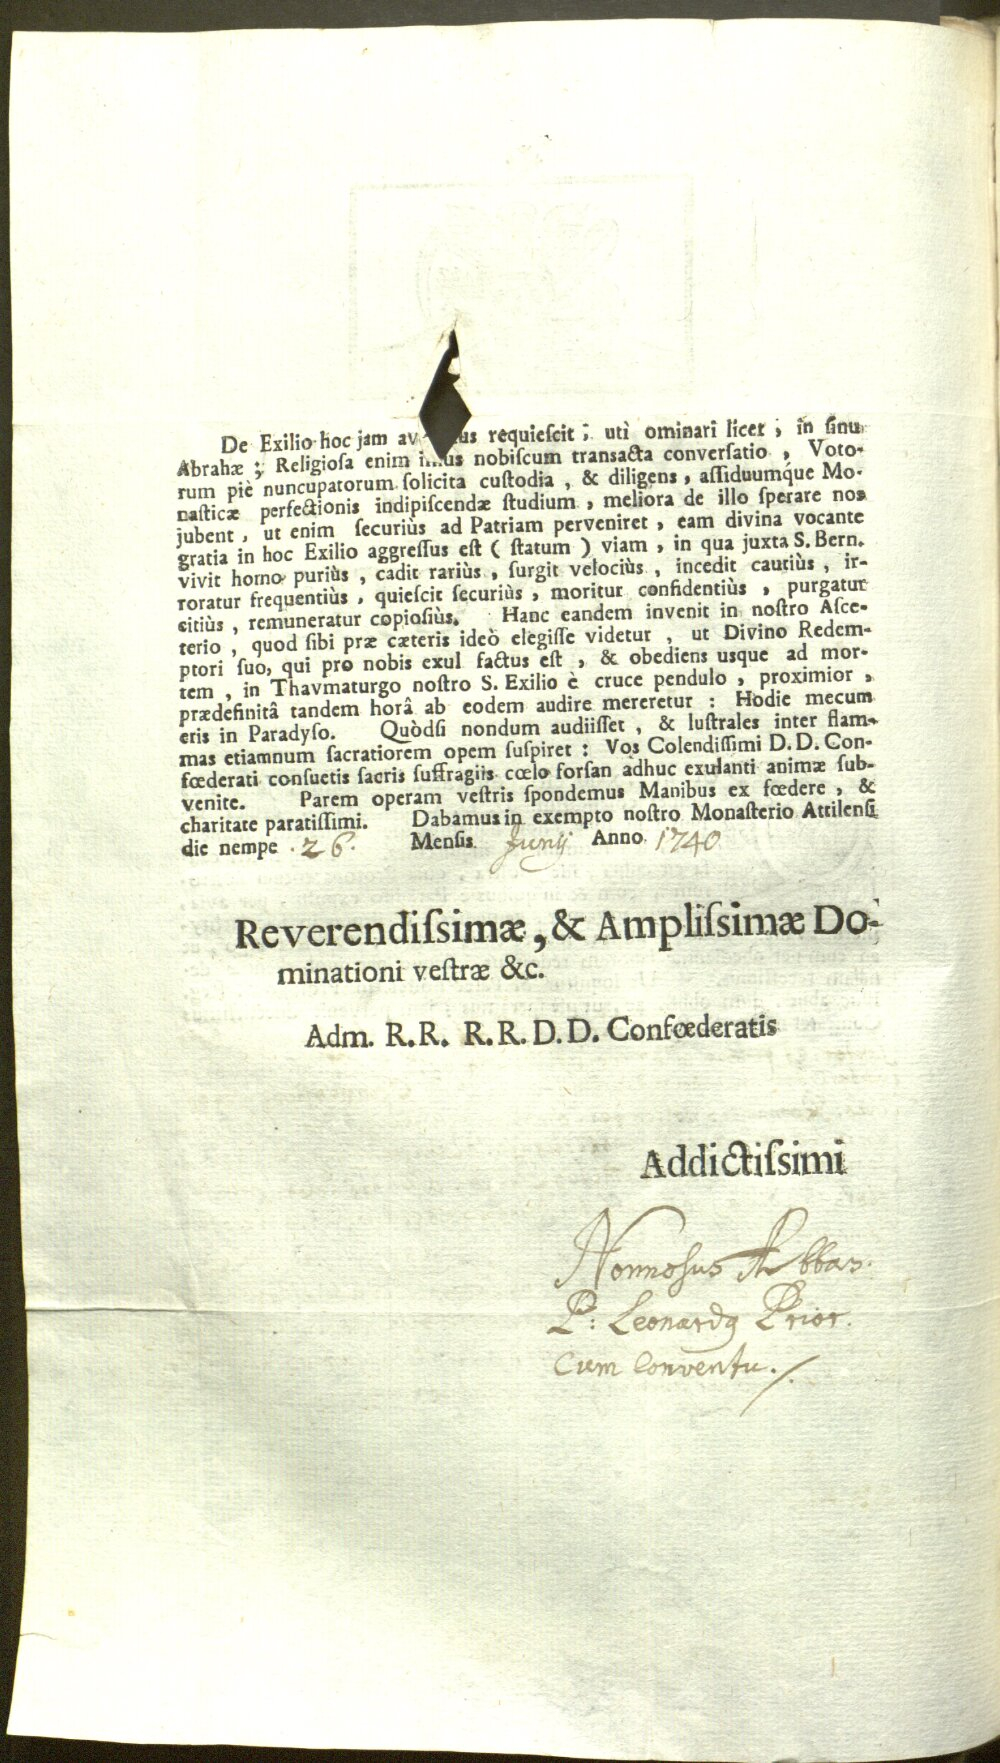 De Exilio hoc jam av us requieſcit ; utì ominari licet , in ſinu
Abrahæ ; Religioſa enim nobiſcum transacta converſatio , Voto-
rum piè nuncupatorum ſolicita cuſtodia , & diligens , aſſiduumque Mo-
naſticæ perfectionis indipiſcendæ ſtudium , meliora de illo ſperare nos
jubent , ut enim ſecuriùs ad Patriam perveniret , eam divina vocante
gratia in hoc Exilio aggreſſus eſt ( ſtatum ) viam , in qua juxta S. Bern.
vivit homo puriùs , cadit rariùs , ſurgit velociùs , incedit cautiùs , ir-
roratur frequentiùs , quieſcit ſecuriùs , moritur confidentiùs , purgatur
citiùs , remuneratur copioſiùs. Hanc eandem invenit in noſtro Aſce-
terio , quod ſibi præ cæteris ideò elegiſſe videtur , ut Divino Redem-
ptori ſuo, qui pro nobis exul factus eſt , & obediens usque ad mor-
tem , in Thavmaturgo noſtro S. Exilio è cruce pendulo , proximior ,
prædefinitâ tandem horâ ab eodem audire mereretur : Hodie mecum
eris in Paradyſo. Quòdſi nondum audiiſſet , & luſtrales inter flam-
mas etiamnum ſacratiorem opem ſuſpiret : Vos Colendiſſimi D.D. Con-
fœderati conſuetis ſacris ſuffragiis cœlo forſan adhuc exulanti animæ ſub-
venite. Parem operam veſtris ſpondemus Manibus ex fœdere , &
charitate paratiſſimi. Dabamus in exempto noſtro Monaſterio Attilenſi
die nempe 26. Menſis Junij Anno 1740
Reverendiſsimæ, & Ampliſsimæ Do-
minationi veſtræ &c.
Adm. R.R. R.R. D.D. Confœderatis
Addictiſsimi
Nonnosus Abbas.
P: Leonardꝰ Prior.
Cum Conventu.